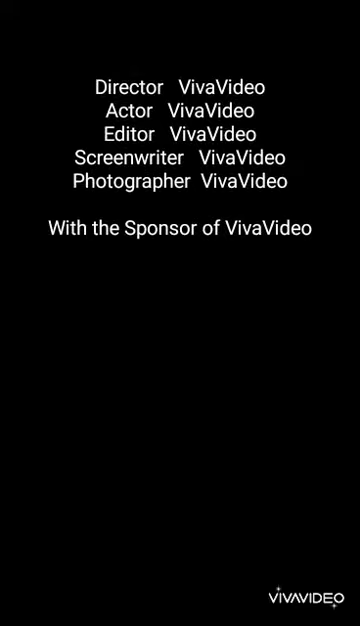 Director VivaVideo
Actor VivaVideo
Editor VivaVideo
Screenwriter VivaVideo
Photographer VivaVideo
With the Sponsor of VivaVideo
VIVAVIDEO